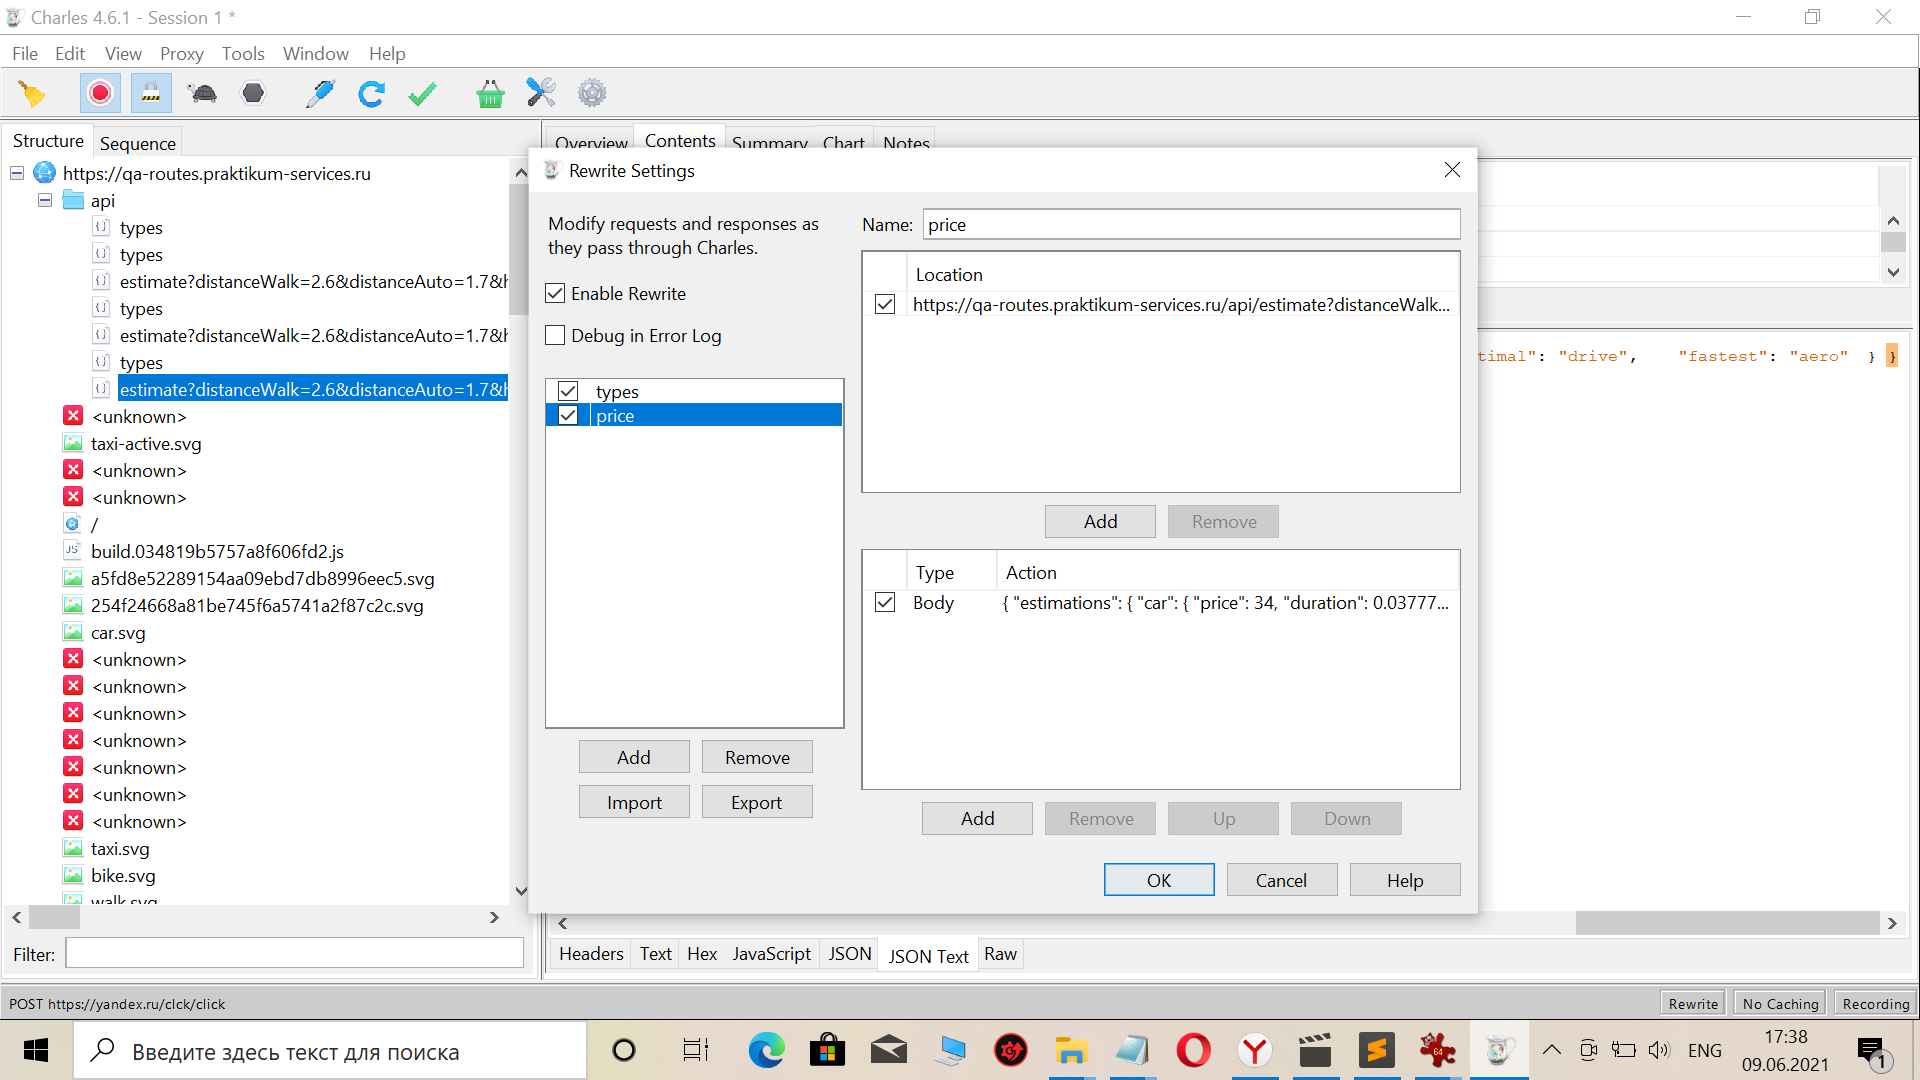 Charles 4.6.1 - Session 1 *
File Edit View Proxy Tools Window Help
Structure Sequence
https://qa-routes.praktikum-services.ru
api
types
types
estimate?distanceWalk=2.6&distanceAuto=1.7&h
types
estimate?distanceWalk=2.6&distanceAuto=1.7&h
types
estimate?distanceWalk=2.6&distanceAuto=1.7&h
<unknown>
taxi-active.svg
<unknown>
<unknown>
/
build.034819b5757a8f606fd2.js
a5fd8e52289154aa09ebd7db8996eec5.svg
254f24668a81be745f6a5741a2f87c2c.svg
car.svg
<unknown>
<unknown>
<unknown>
<unknown>
<unknown>
<unknown>
<unknown>
taxi.svg
bike.svg
walk.svg
Filter:
Overview Contents Summary Chart Notes
Rewrite Settings
Modify requests and responses as
they pass through Charles.
Enable Rewrite
Debug in Error Log
types
price
Add Remove
Import Export
Name: price
Location
https://qa-routes.praktikum-services.ru/api/estimate?distanceWalk...
Add Remove
Type Action
Body { "estimations": { "car": { "price": 34, "duration": 0.03777...
Add Remove Up Down
OK Cancel Help
timal": "drive", "fastest": "aero" } }
Headers Text Hex JavaScript JSON JSON Text Raw
POST https://yandex.ru/clck/click
Rewrite No Caching Recording
Введите здесь текст для поиска
64
ENG
17:38
09.06.2021
1